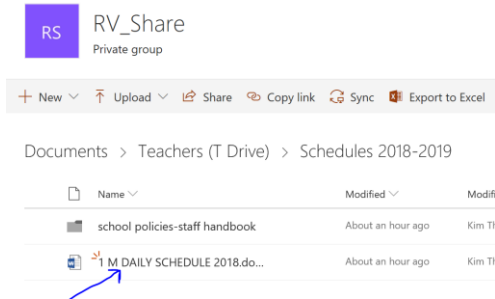 RS RV_Share
Private group
New Upload Share Copy link Sync Export to Excel
Documents > Teachers (T Drive) > Schedules 2018-2019
Name Modified
school policies-staff handbook About an hour ago Kim
1 M DAILY SCHEDULE 2018.do... About an hour ago Kim